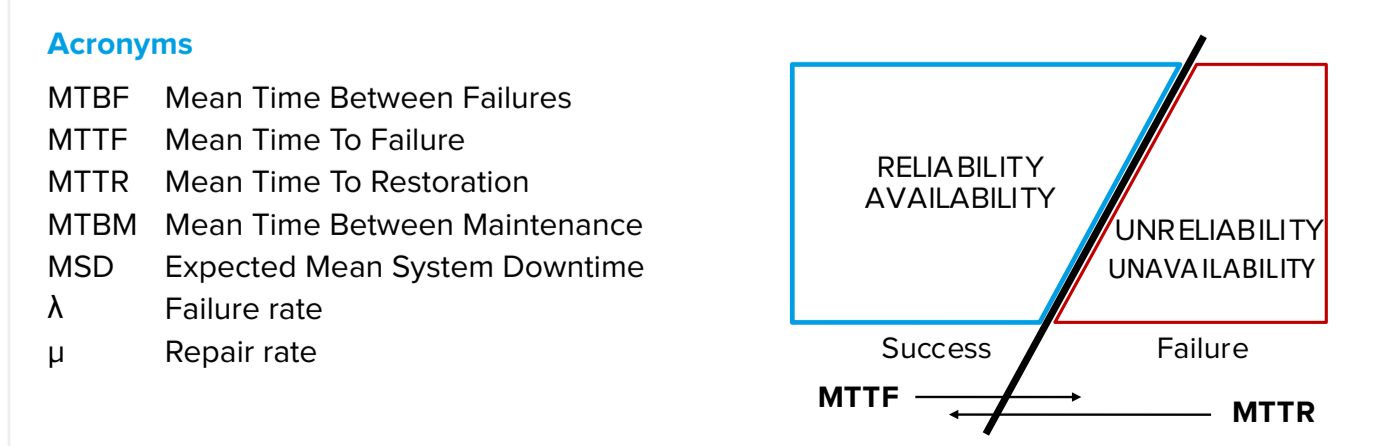 Acronyms
MTBF Mean Time Between Failures
MTTF Mean Time To Failure
MTTR Mean Time To Restoration
MTBM Mean Time Between Maintenance
MSD Expected Mean System Downtime
λ Failure rate
μ Repair rate
RELIABILITY
AVAILABILITY
UNRELIABILITY
UNAVAILABILITY
Success
Failure
MTTF
MTTR